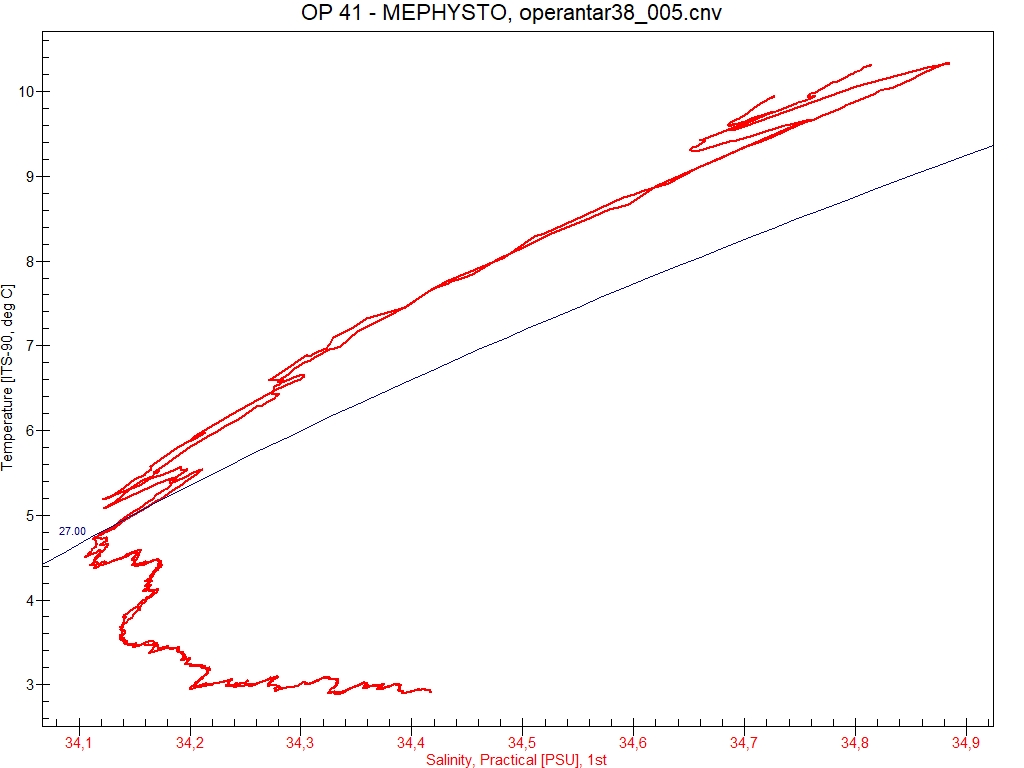 OP 41 - MEPHYSTO, operantar38_005.cnv
10
9
8
7
6
5
4
3
Temperature [ITS-90, deg C]
27.00
34,1 34,2 34,3 34,4 34,5 34,6 34,7 34,8 34,9
Salinity, Practical [PSU], 1st